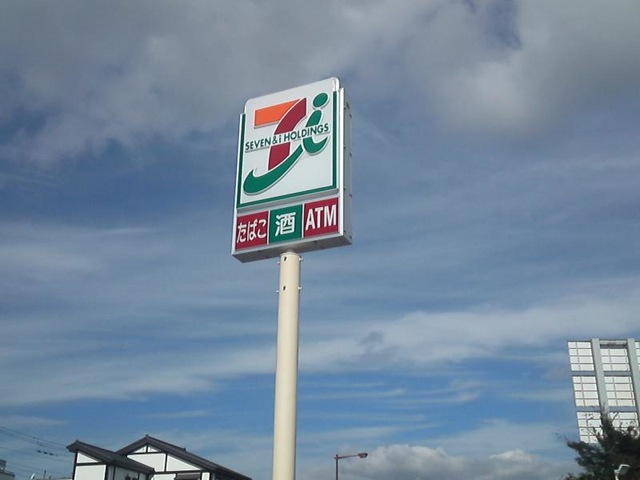 7i
SEVEN & i HOLDINGS
たばこ 酒 ATM